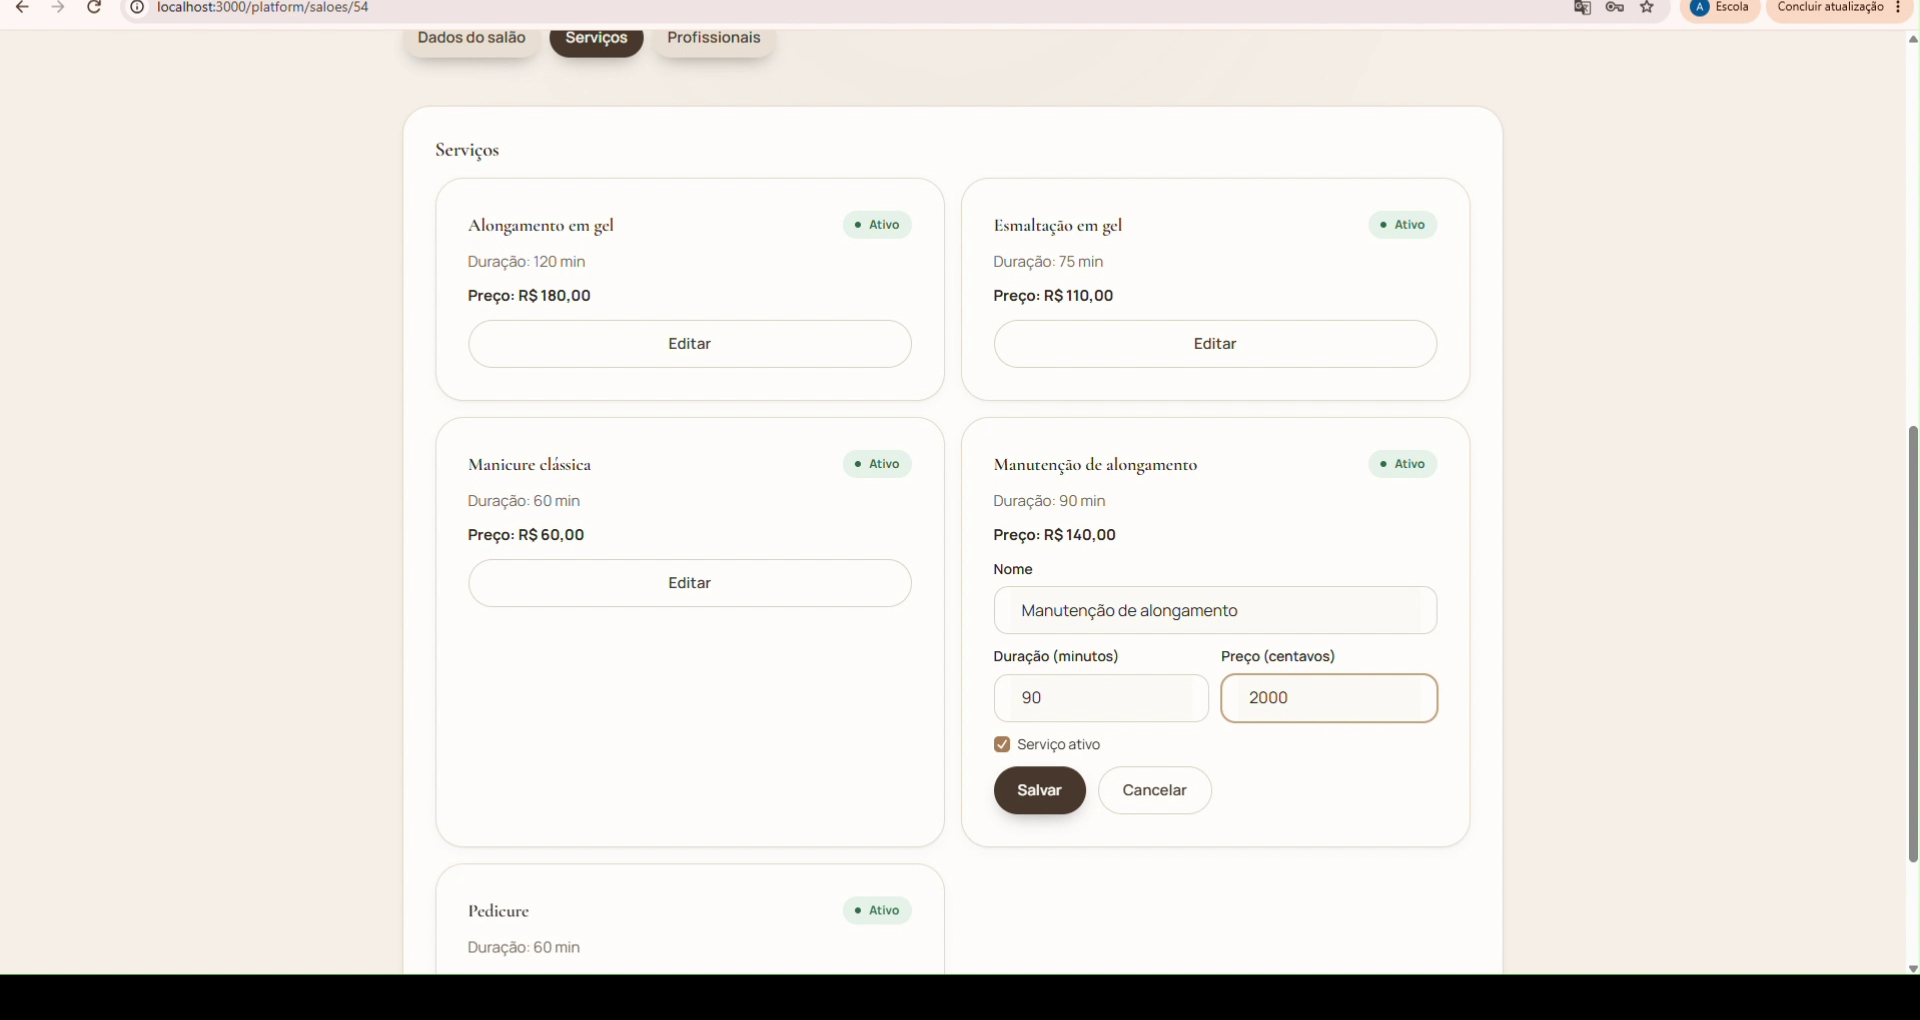 localhost:3000/platform/saloes/54
A Escola
Concluir atualização
Dados do salão
Serviços
Profissionais
Serviços
Alongamento em gel
Ativo
Duração: 120 min
Preço: R$ 180,00
Editar
Esmaltação em gel
Ativo
Duração: 75 min
Preço: R$ 110,00
Editar
Manicure clássica
Ativo
Duração: 60 min
Preço: R$ 60,00
Editar
Manutenção de alongamento
Ativo
Duração: 90 min
Preço: R$ 140,00
Nome
Manutenção de alongamento
Duração (minutos)
Preço (centavos)
90
2000
Serviço ativo
Salvar
Cancelar
Pedicure
Ativo
Duração: 60 min